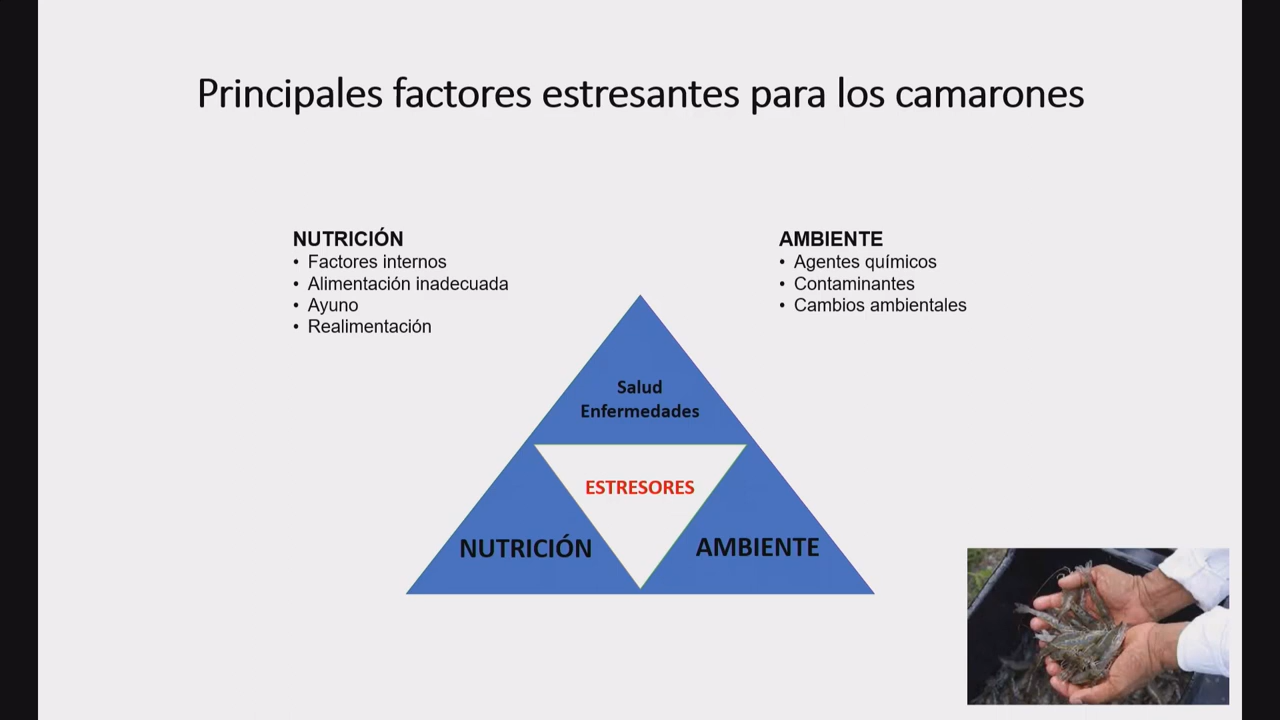 Principales factores estresantes para los camarones
NUTRICIÓN
• Factores internos
• Alimentación inadecuada
• Ayuno
• Realimentación
AMBIENTE
• Agentes químicos
• Contaminantes
• Cambios ambientales
Salud
Enfermedades
ESTRESORES
NUTRICIÓN
AMBIENTE